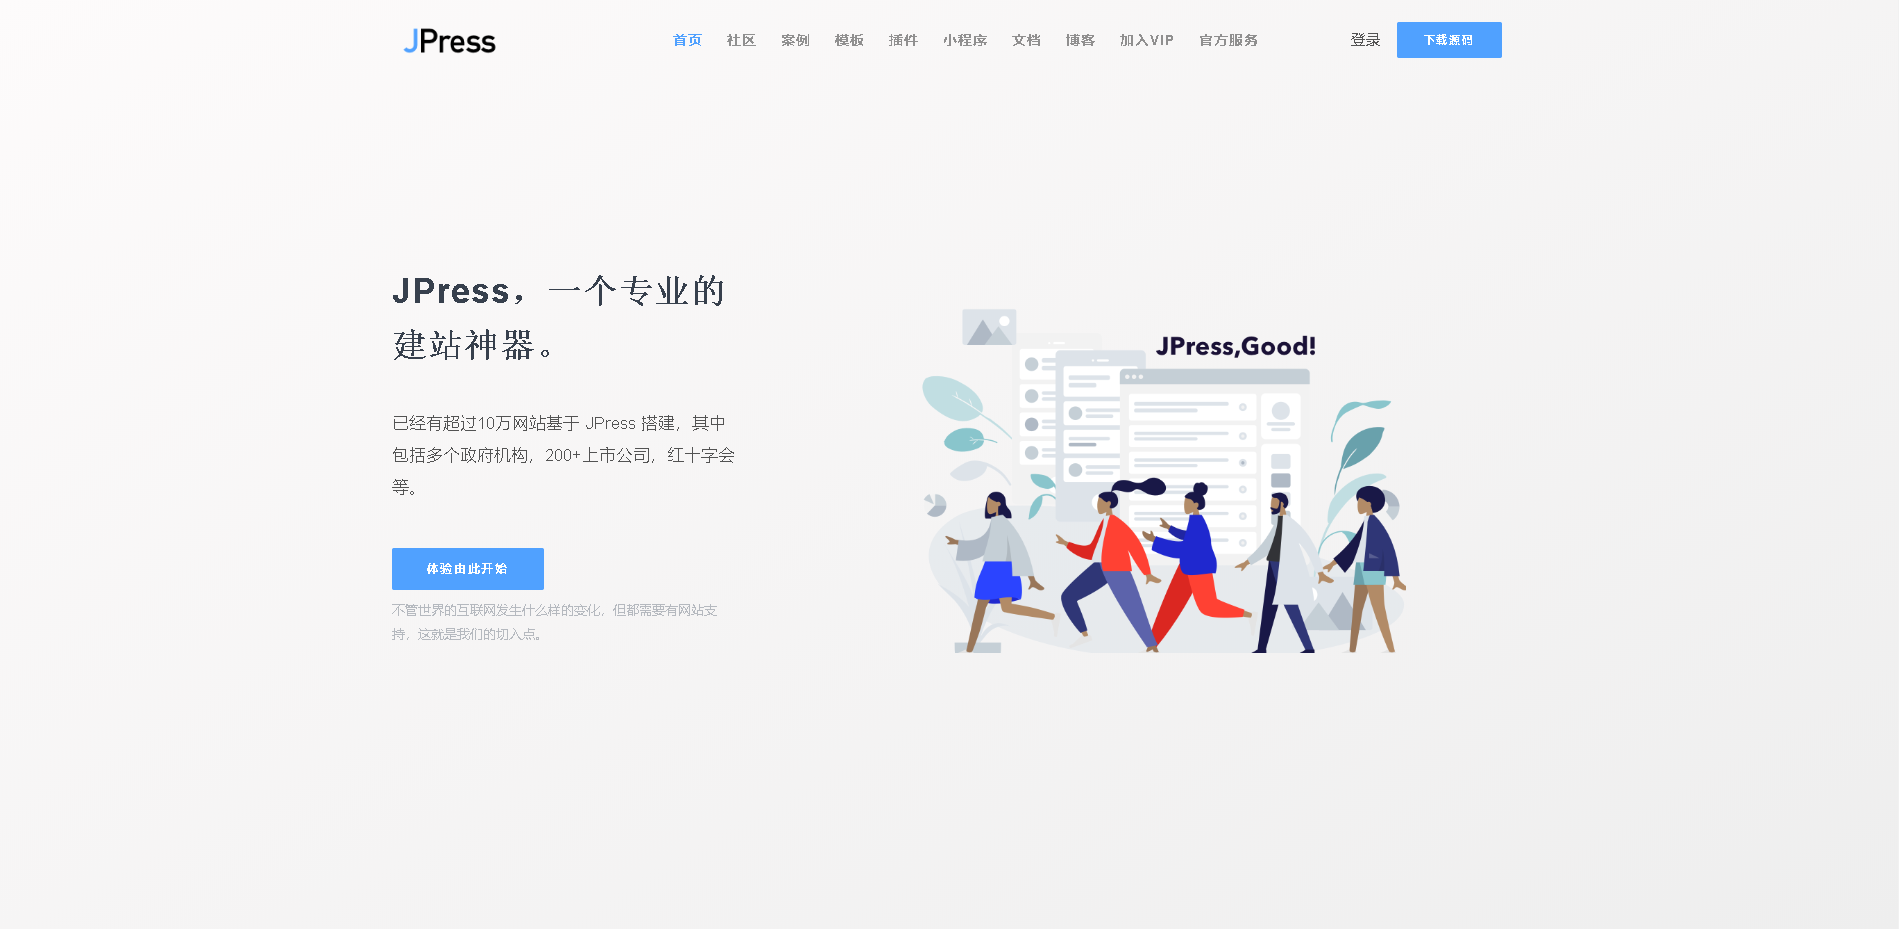 JPress
首页 社区 案例 模板 插件 小程序 文档 博客 加入VIP 官方服务
登录
下载源码
JPress，一个专业的
建站神器。
已经有超过10万网站基于 JPress 搭建，其中
包括多个政府机构，200+上市公司，红十字会
等。
体验由此开始
不管世界的互联网发生什么样的变化，但都需要有网站支
持，这就是我们的切入点。
JPress,Good!